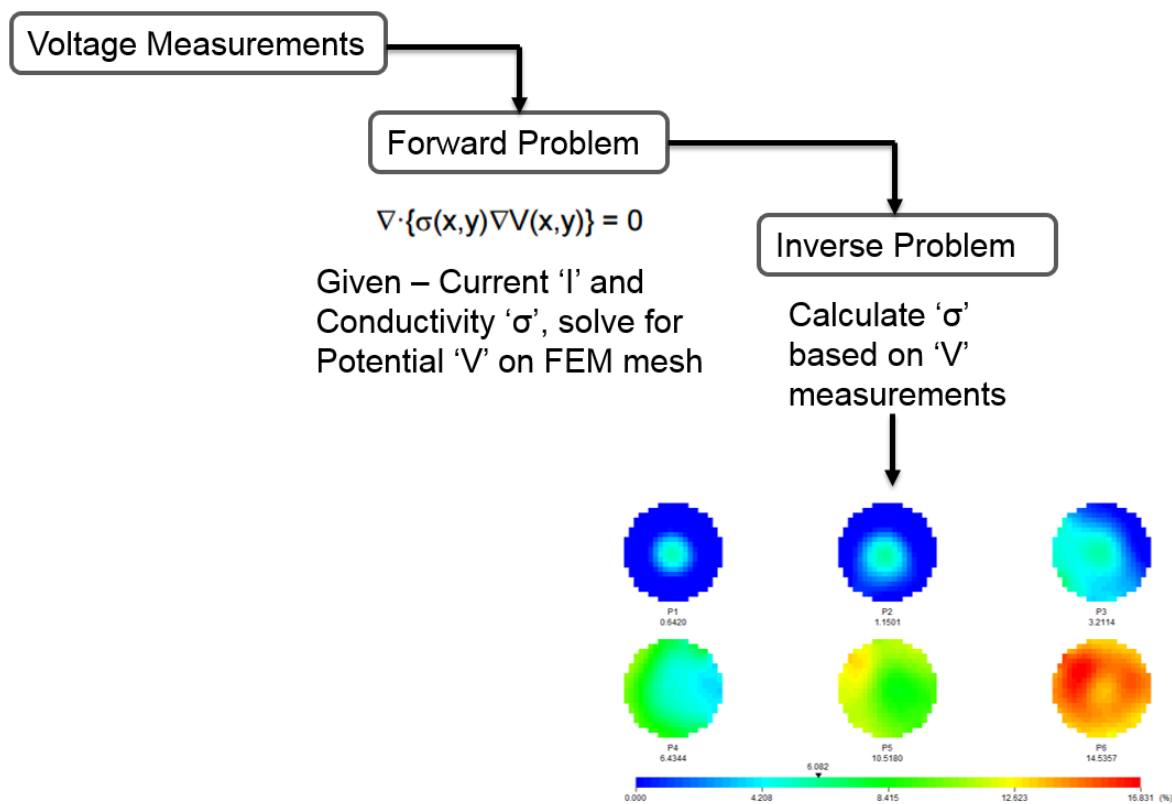 Voltage Measurements
Forward Problem
∇·{σ(x,y)∇V(x,y)} = 0
Given – Current ‘I’ and
Conductivity ‘σ’, solve for
Potential ‘V’ on FEM mesh
Inverse Problem
Calculate ‘σ’
based on ‘V’
measurements
P1
0.6420
P2
1.1501
P3
3.2114
P4
6.4344
P5
10.5180
P6
14.5357
6.082
0.000 4.208 8.415 12.623 16.831 (%)